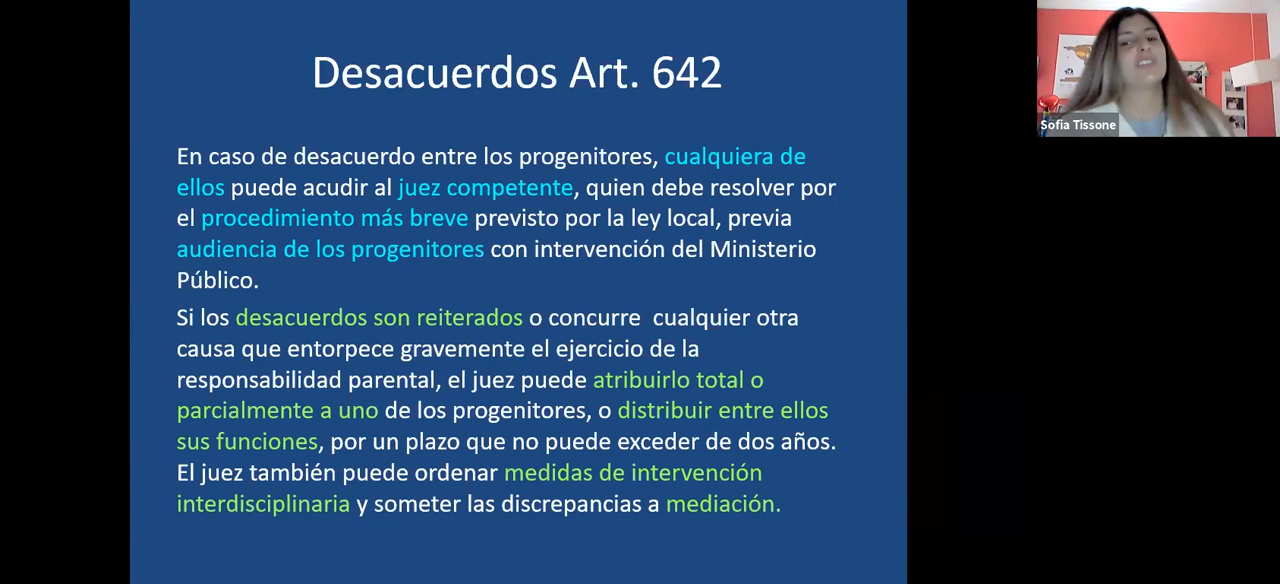 Desacuerdos Art. 642
En caso de desacuerdo entre los progenitores, cualquiera de
ellos puede acudir al juez competente, quien debe resolver por
el procedimiento más breve previsto por la ley local, previa
audiencia de los progenitores con intervención del Ministerio
Público.
Si los desacuerdos son reiterados o concurre cualquier otra
causa que entorpece gravemente el ejercicio de la
responsabilidad parental, el juez puede atribuirlo total o
parcialmente a uno de los progenitores, o distribuir entre ellos
sus funciones, por un plazo que no puede exceder de dos años.
El juez también puede ordenar medidas de intervención
interdisciplinaria y someter las discrepancias a mediación.
Sofia Tissone